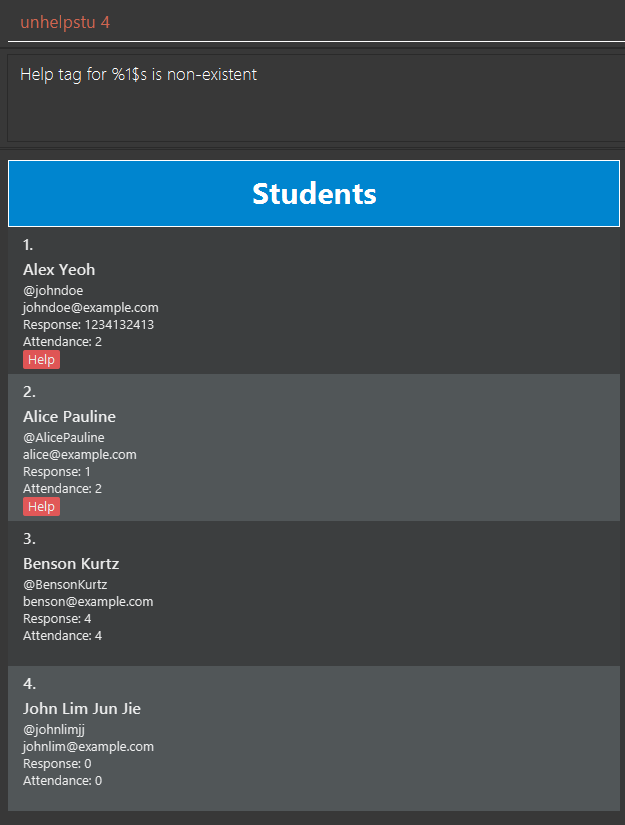 unhelpstu 4
Help tag for %1$s is non-existent
Students
1.
Alex Yeoh
@johndoe
johndoe@example.com
Response: 1234132413
Attendance: 2
Help
2.
Alice Pauline
@AlicePauline
alice@example.com
Response: 1
Attendance: 2
Help
3.
Benson Kurtz
@BensonKurtz
benson@example.com
Response: 4
Attendance: 4
4.
John Lim Jun Jie
@johnlimjj
johnlim@example.com
Response: 0
Attendance: 0